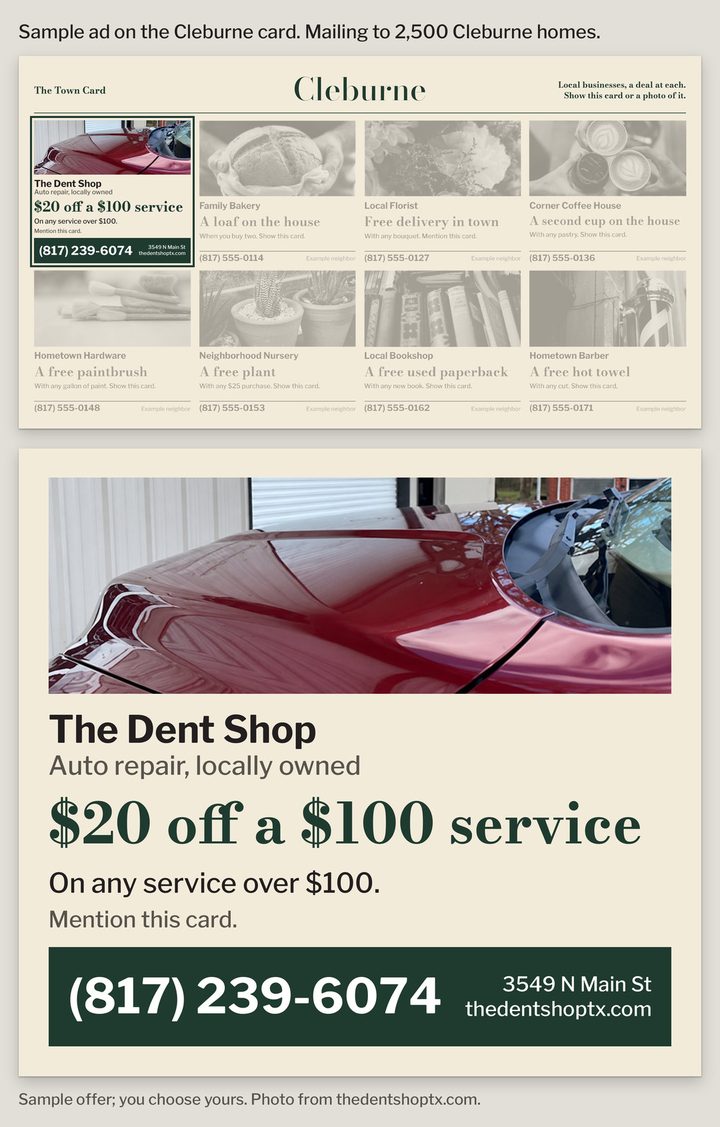 Sample ad on the Cleburne card. Mailing to 2,500 Cleburne homes.
The Town Card
Cleburne
Local businesses, a deal at each.
Show this card or a photo of it.
The Dent Shop
Auto repair, locally owned
$20 off a $100 service
On any service over $100.
Mention this card.
(817) 239-6074
3549 N Main St
thedentshoptx.com
Family Bakery
A loaf on the house
When you buy two. Show this card.
(817) 555-0114
Example neighbor
Local Florist
Free delivery in town
With any bouquet. Mention this card.
(817) 555-0127
Example neighbor
Corner Coffee House
A second cup on the house
With any pastry. Show this card.
(817) 555-0136
Example neighbor
Hometown Hardware
A free paintbrush
With any gallon of paint. Show this card.
(817) 555-0148
Example neighbor
Neighborhood Nursery
A free plant
With any $25 purchase. Show this card.
(817) 555-0153
Example neighbor
Local Bookshop
A free used paperback
With any new book. Show this card.
(817) 555-0162
Example neighbor
Hometown Barber
A free hot towel
With any cut. Show this card.
(817) 555-0171
Example neighbor
The Dent Shop
Auto repair, locally owned
$20 off a $100 service
On any service over $100.
Mention this card.
(817) 239-6074
3549 N Main St
thedentshoptx.com
Sample offer; you choose yours. Photo from thedentshoptx.com.